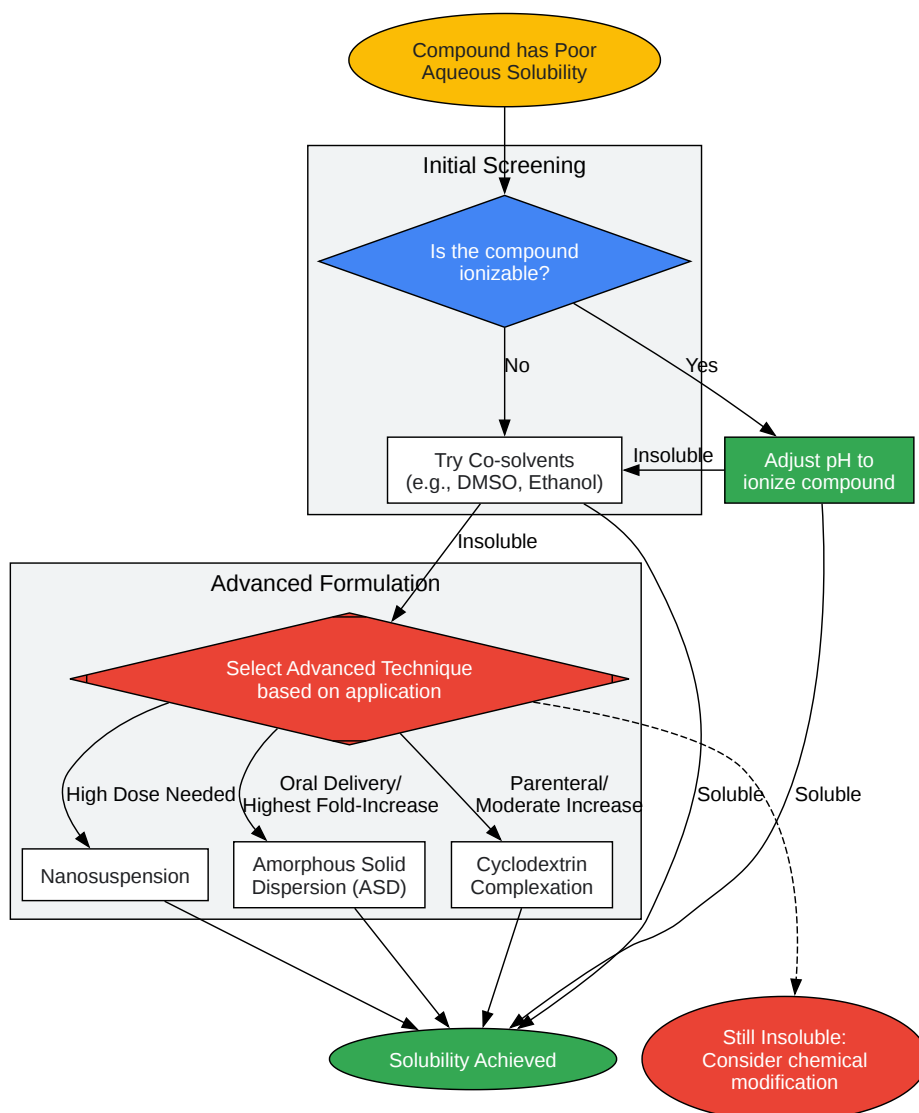 Compound has Poor
Aqueous Solubility
Initial Screening
Is the compound
ionizable?
No
Yes
Try Co-solvents
(e.g., DMSO, Ethanol)
Insoluble
Adjust pH to
ionize compound
Insoluble
Advanced Formulation
Select Advanced Technique
based on application
High Dose Needed
Oral Delivery/
Highest Fold-Increase
Parenteral/
Moderate Increase
Soluble
Soluble
Nanosuspension
Amorphous Solid
Dispersion (ASD)
Cyclodextrin
Complexation
Solubility Achieved
Still Insoluble:
Consider chemical
modification